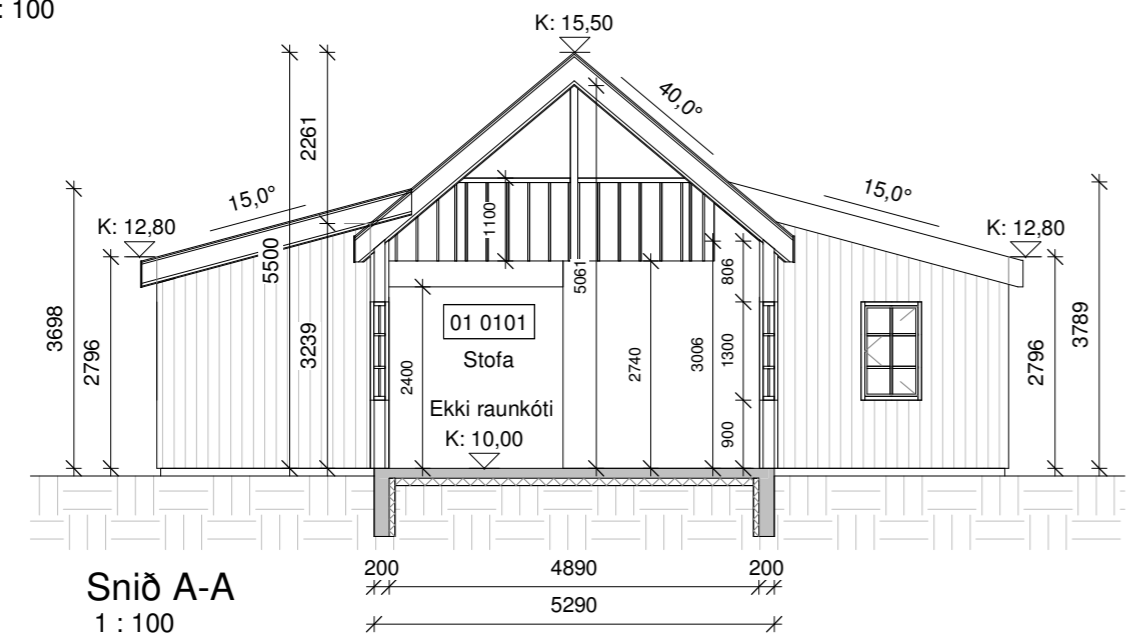 : 100
K: 15,50
40,0°
2261
15,0°
15,0°
K: 12,80
K: 12,80
1100
5500
5061
806
3698
2796
3239
01 0101
Stofa
2400
2740
3006
1300
2796
3789
Ekki raunkóti
K: 10,00
900
200 4890 200
5290
Snið A-A
1 : 100